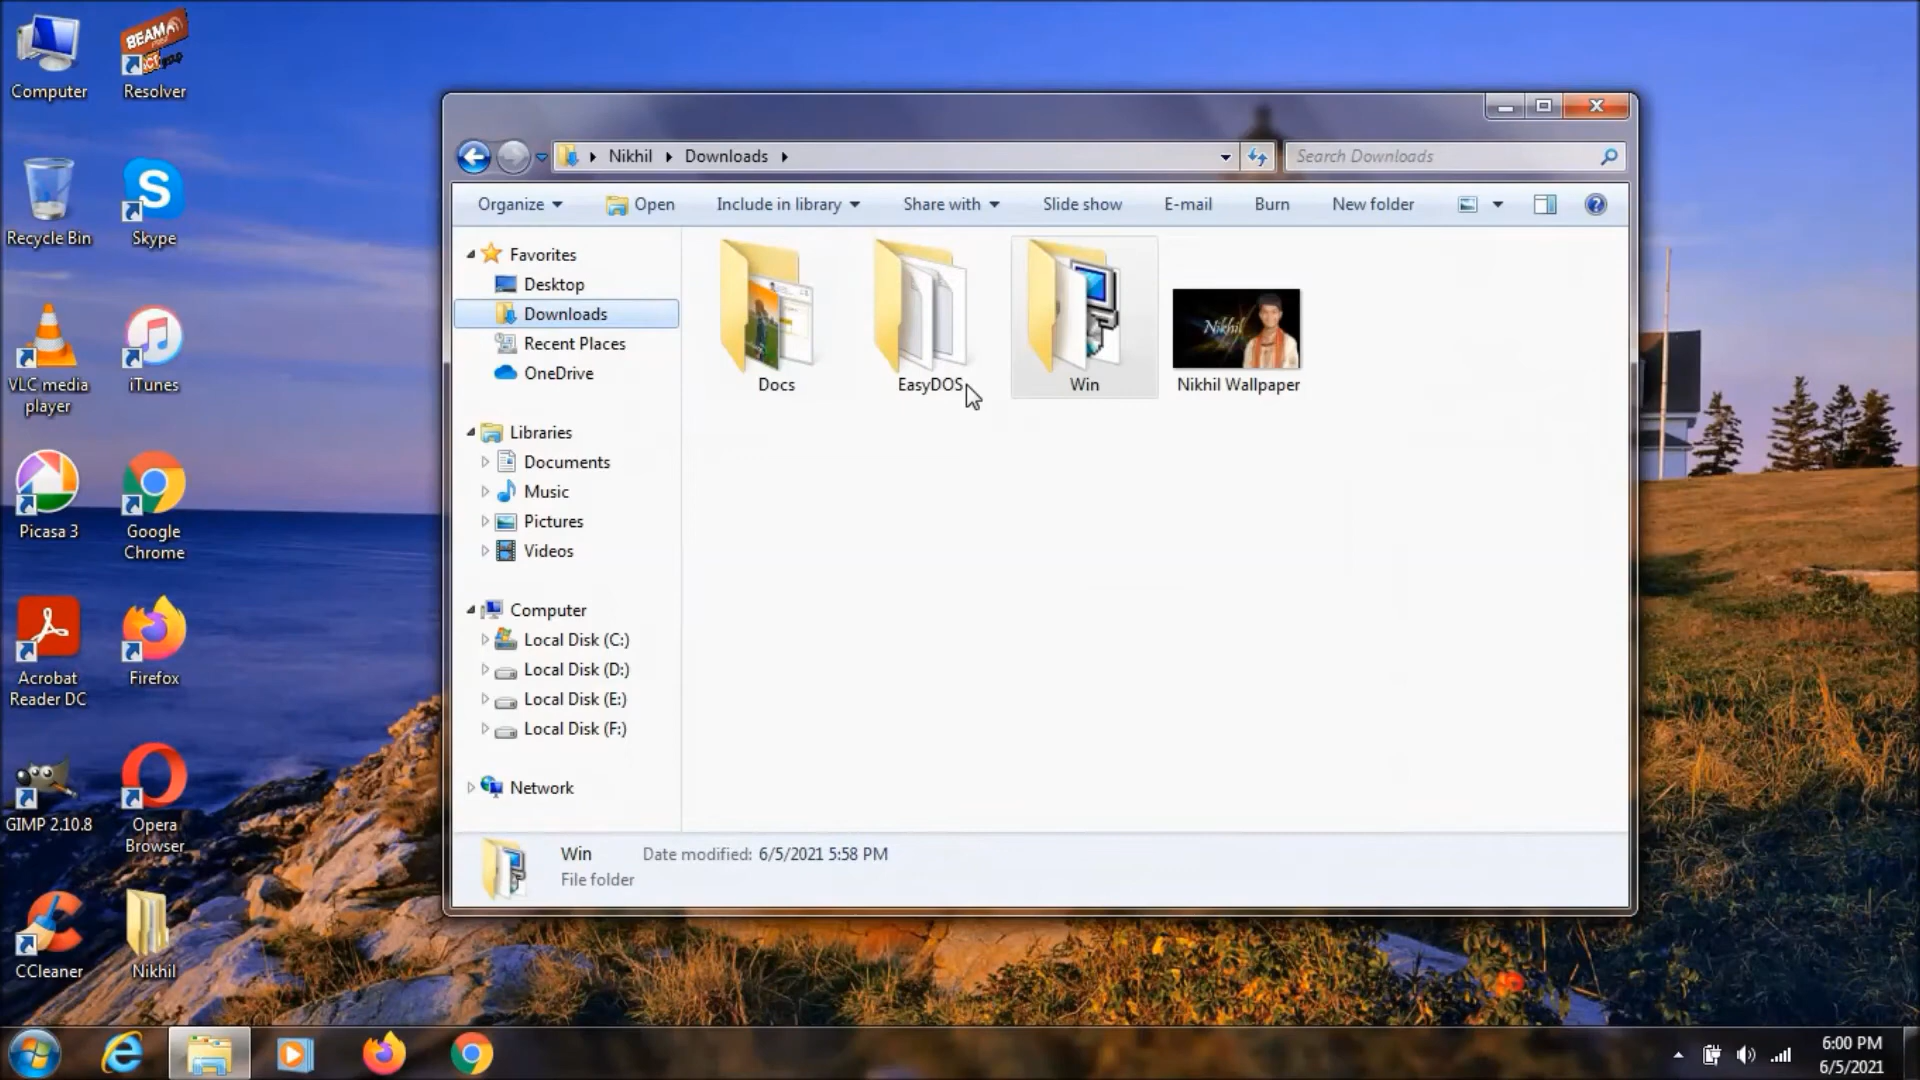 Computer
Resolver
Recycle Bin
Skype
VLC media
player
iTunes
Picasa 3
Google
Chrome
Acrobat
Reader DC
Firefox
GIMP 2.10.8
Opera
Browser
CCleaner
Nikhil
Nikhil
Downloads
Search Downloads
Organize
Open
Include in library
Share with
Slide show
E-mail
Burn
New folder
Favorites
Desktop
Downloads
Recent Places
OneDrive
Libraries
Documents
Music
Pictures
Videos
Computer
Local Disk (C:)
Local Disk (D:)
Local Disk (E:)
Local Disk (F:)
Network
Docs
EasyDOS
Win
Nikhil
Nikhil Wallpaper
Win
Date modified: 6/5/2021 5:58 PM
File folder
6:00 PM
6/5/2021